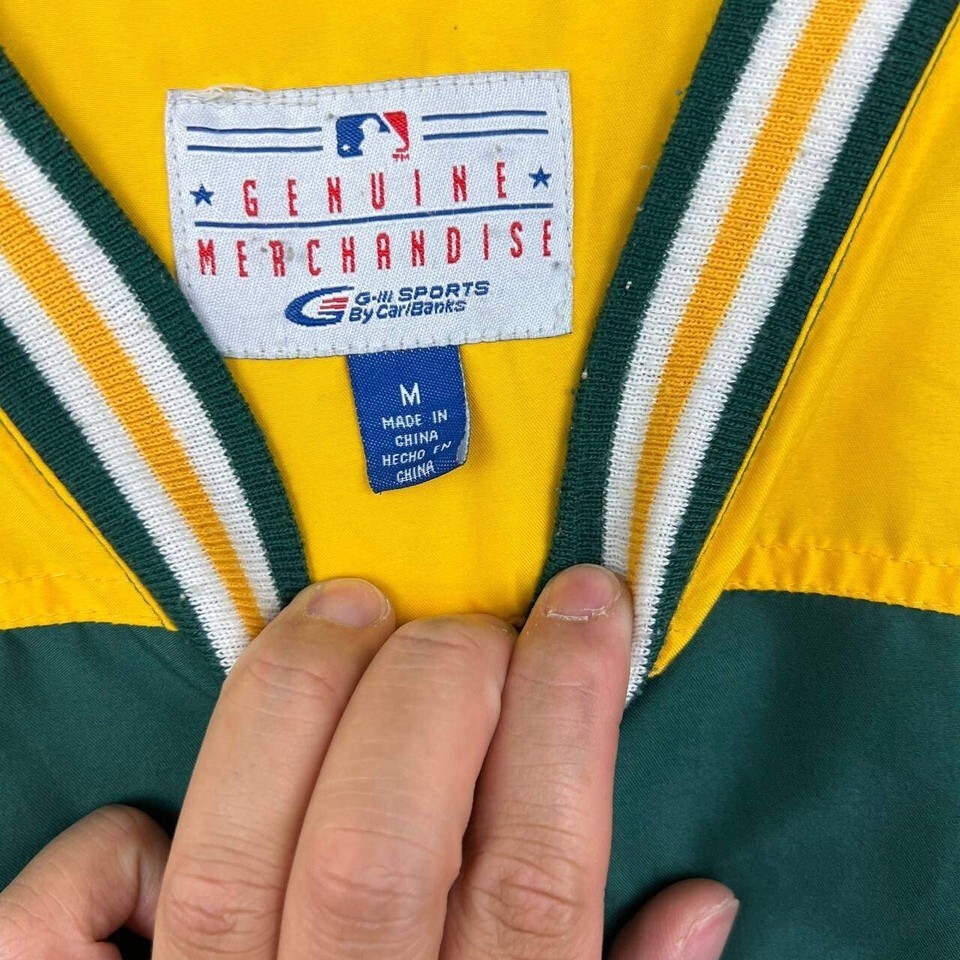 GENUINE
MERCHANDISE
G-III SPORTS
By Carl Banks
M
MADE IN
CHINA
HECHO EN
CHINA